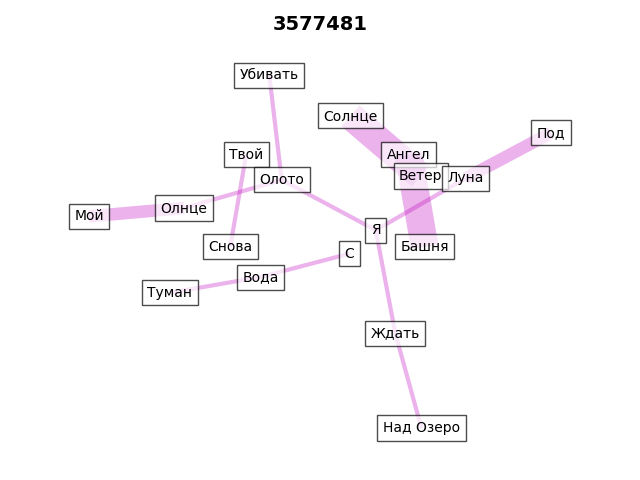 3577481
Убивать
Солнце
Под
Твой
Ангел
Ветер
Луна
Олото
Олнце
Мой
Я
Снова
Башня
С
Вода
Туман
Ждать
Над Озеро